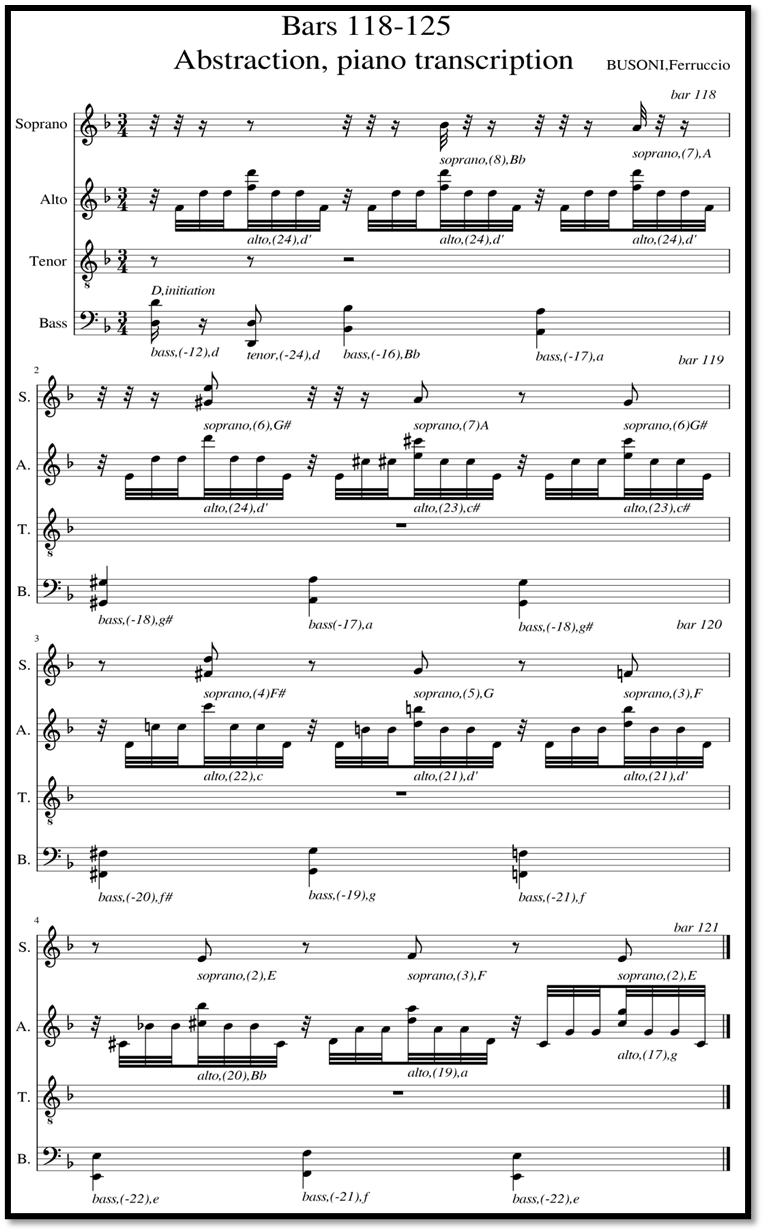 Bars 118-125
Abstraction, piano transcription
BUSONI,Ferruccio
bar 118
Soprano
soprano,(8),Bb soprano,(7),A
Alto
alto,(24),d' alto,(24),d' alto,(24),d'
Tenor
D,initiation
Bass
bass,(-12),d tenor,(-24),d bass,(-16),Bb bass,(-17),a
bar 119
2
S.
soprano,(6),G# soprano,(7)A soprano,(6)G#
A.
alto,(24),d' alto,(23),c# alto,(23),c#
T.
B.
bass,(-18),g# bass(-17),a bass,(-18),g#
bar 120
3
S.
soprano,(4)F# soprano,(5),G soprano,(3),F
A.
alto,(22),c alto,(21),d' alto,(21),d'
T.
B.
bass,(-20),f# bass,(-19),g bass,(-21),f
4
bar 121
S.
soprano,(2),E soprano,(3),F soprano,(2),E
A.
alto,(20),Bb alto,(19),a alto,(17),g
T.
B.
bass,(-22),e bass,(-21),f bass,(-22),e